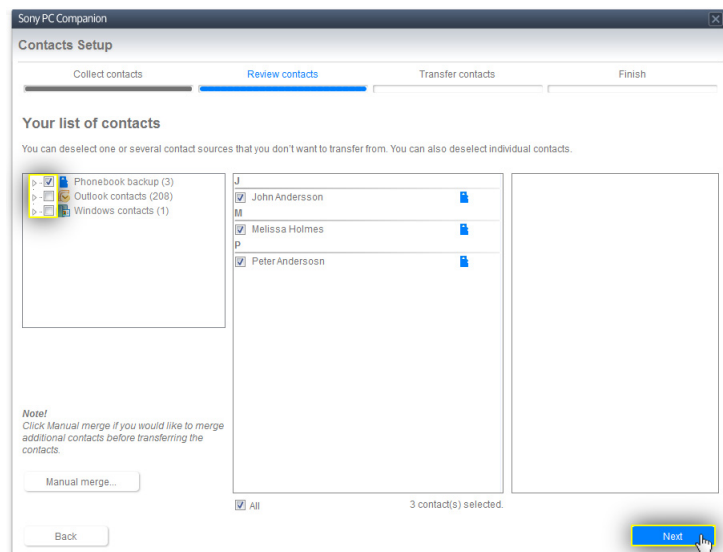 Sony PC Companion
Contacts Setup
Collect contacts
Review contacts
Transfer contacts
Finish
Your list of contacts
You can deselect one or several contact sources that you don't want to transfer from. You can also deselect individual contacts.
Phonebook backup (3)
Outlook contacts (208)
Windows contacts (1)
J
John Andersson
M
Melissa Holmes
P
Peter Andersosn
Note!
Click Manual merge if you would like to merge
additional contacts before transferring the
contacts.
Manual merge...
All
3 contact(s) selected.
Back
Next